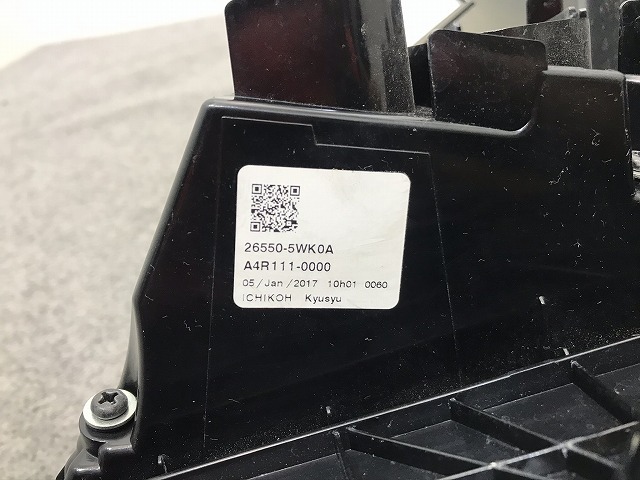 26550-5WK0A
A4R111-0000
05/Jan/2017 10h01 0060
ICHIKOH Kyusyu